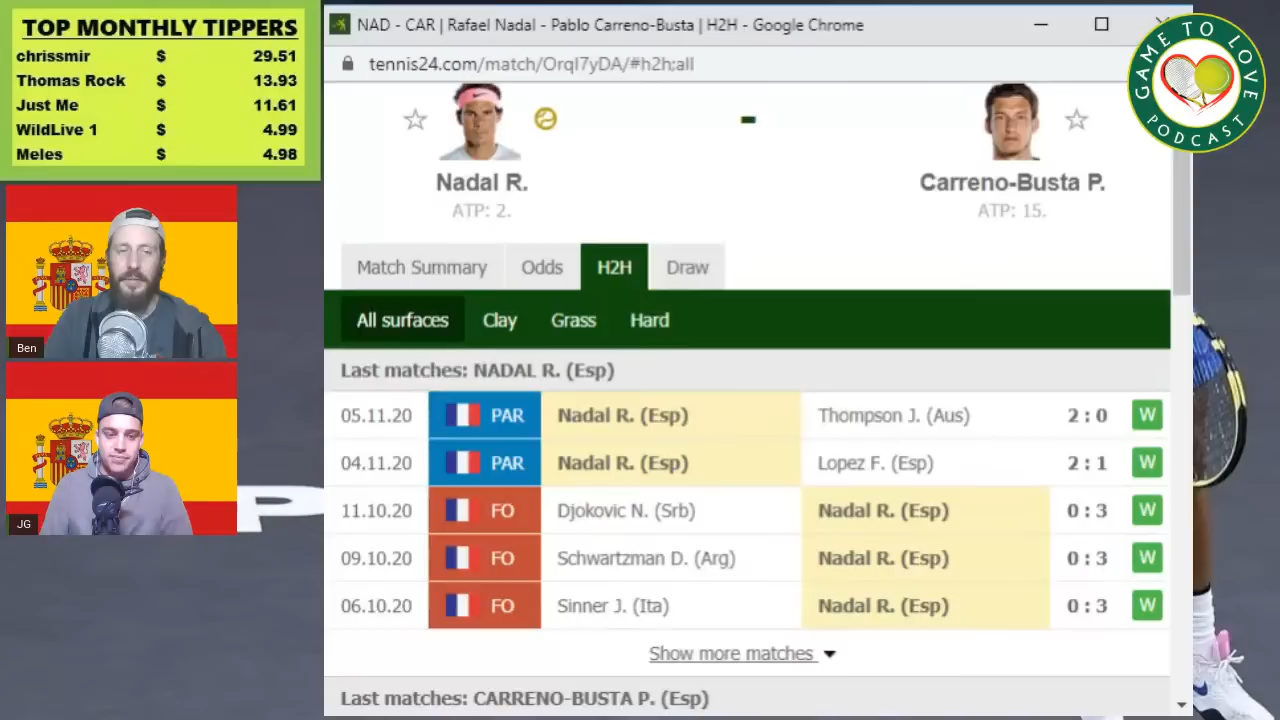 TOP MONTHLY TIPPERS
chrissmir $ 29.51
Thomas Rock $ 13.93
Just Me $ 11.61
WildLive 1 $ 4.99
Meles $ 4.98
Ben
JG
NAD - CAR | Rafael Nadal - Pablo Carreno-Busta | H2H - Google Chrome
tennis24.com/match/OrqI7yDA/#h2h;all
GAME TO LOVE
PODCAST
-
Nadal R.
ATP: 2.
Carreno-Busta P.
ATP: 15.
Match Summary Odds H2H Draw
All surfaces Clay Grass Hard
Last matches: NADAL R. (Esp)
05.11.20 PAR Nadal R. (Esp) Thompson J. (Aus) 2 : 0 W
04.11.20 PAR Nadal R. (Esp) Lopez F. (Esp) 2 : 1 W
11.10.20 FO Djokovic N. (Srb) Nadal R. (Esp) 0 : 3 W
09.10.20 FO Schwartzman D. (Arg) Nadal R. (Esp) 0 : 3 W
06.10.20 FO Sinner J. (Ita) Nadal R. (Esp) 0 : 3 W
Show more matches
Last matches: CARRENO-BUSTA P. (Esp)
P